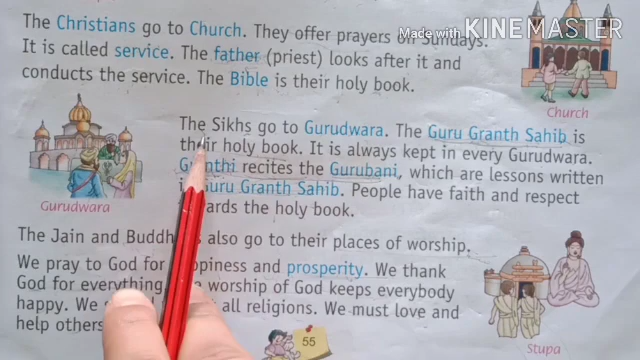 Made with KINEMASTER
The Christians go to Church. They offer prayers on Sundays.
It is called service. The father (priest) looks after it and
conducts the service. The Bible is their holy book.
Church
The Sikhs go to Gurudwara. The Guru Granth Sahib is
their holy book. It is always kept in every Gurudwara.
recites the Gurubani, which are lessons written
Guru Granth Sahib. People have faith and respect
the holy book.
Gurudwara
The Jain and also go to their places of worship.
We pray to God for and prosperity. We thank
God for everything. worship of God keeps everybody
happy. We all religions. We must love and
help others
55
Stupa